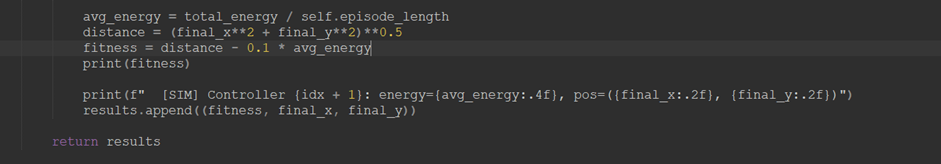 avg_energy = total_energy / self.episode_length
distance = (final_x**2 + final_y**2)**0.5
fitness = distance - 0.1 * avg_energy
print(fitness)
print(f"  [SIM] Controller {idx + 1}: energy={avg_energy:.4f}, pos=({final_x:.2f}, {final_y:.2f})")
results.append((fitness, final_x, final_y))
return results